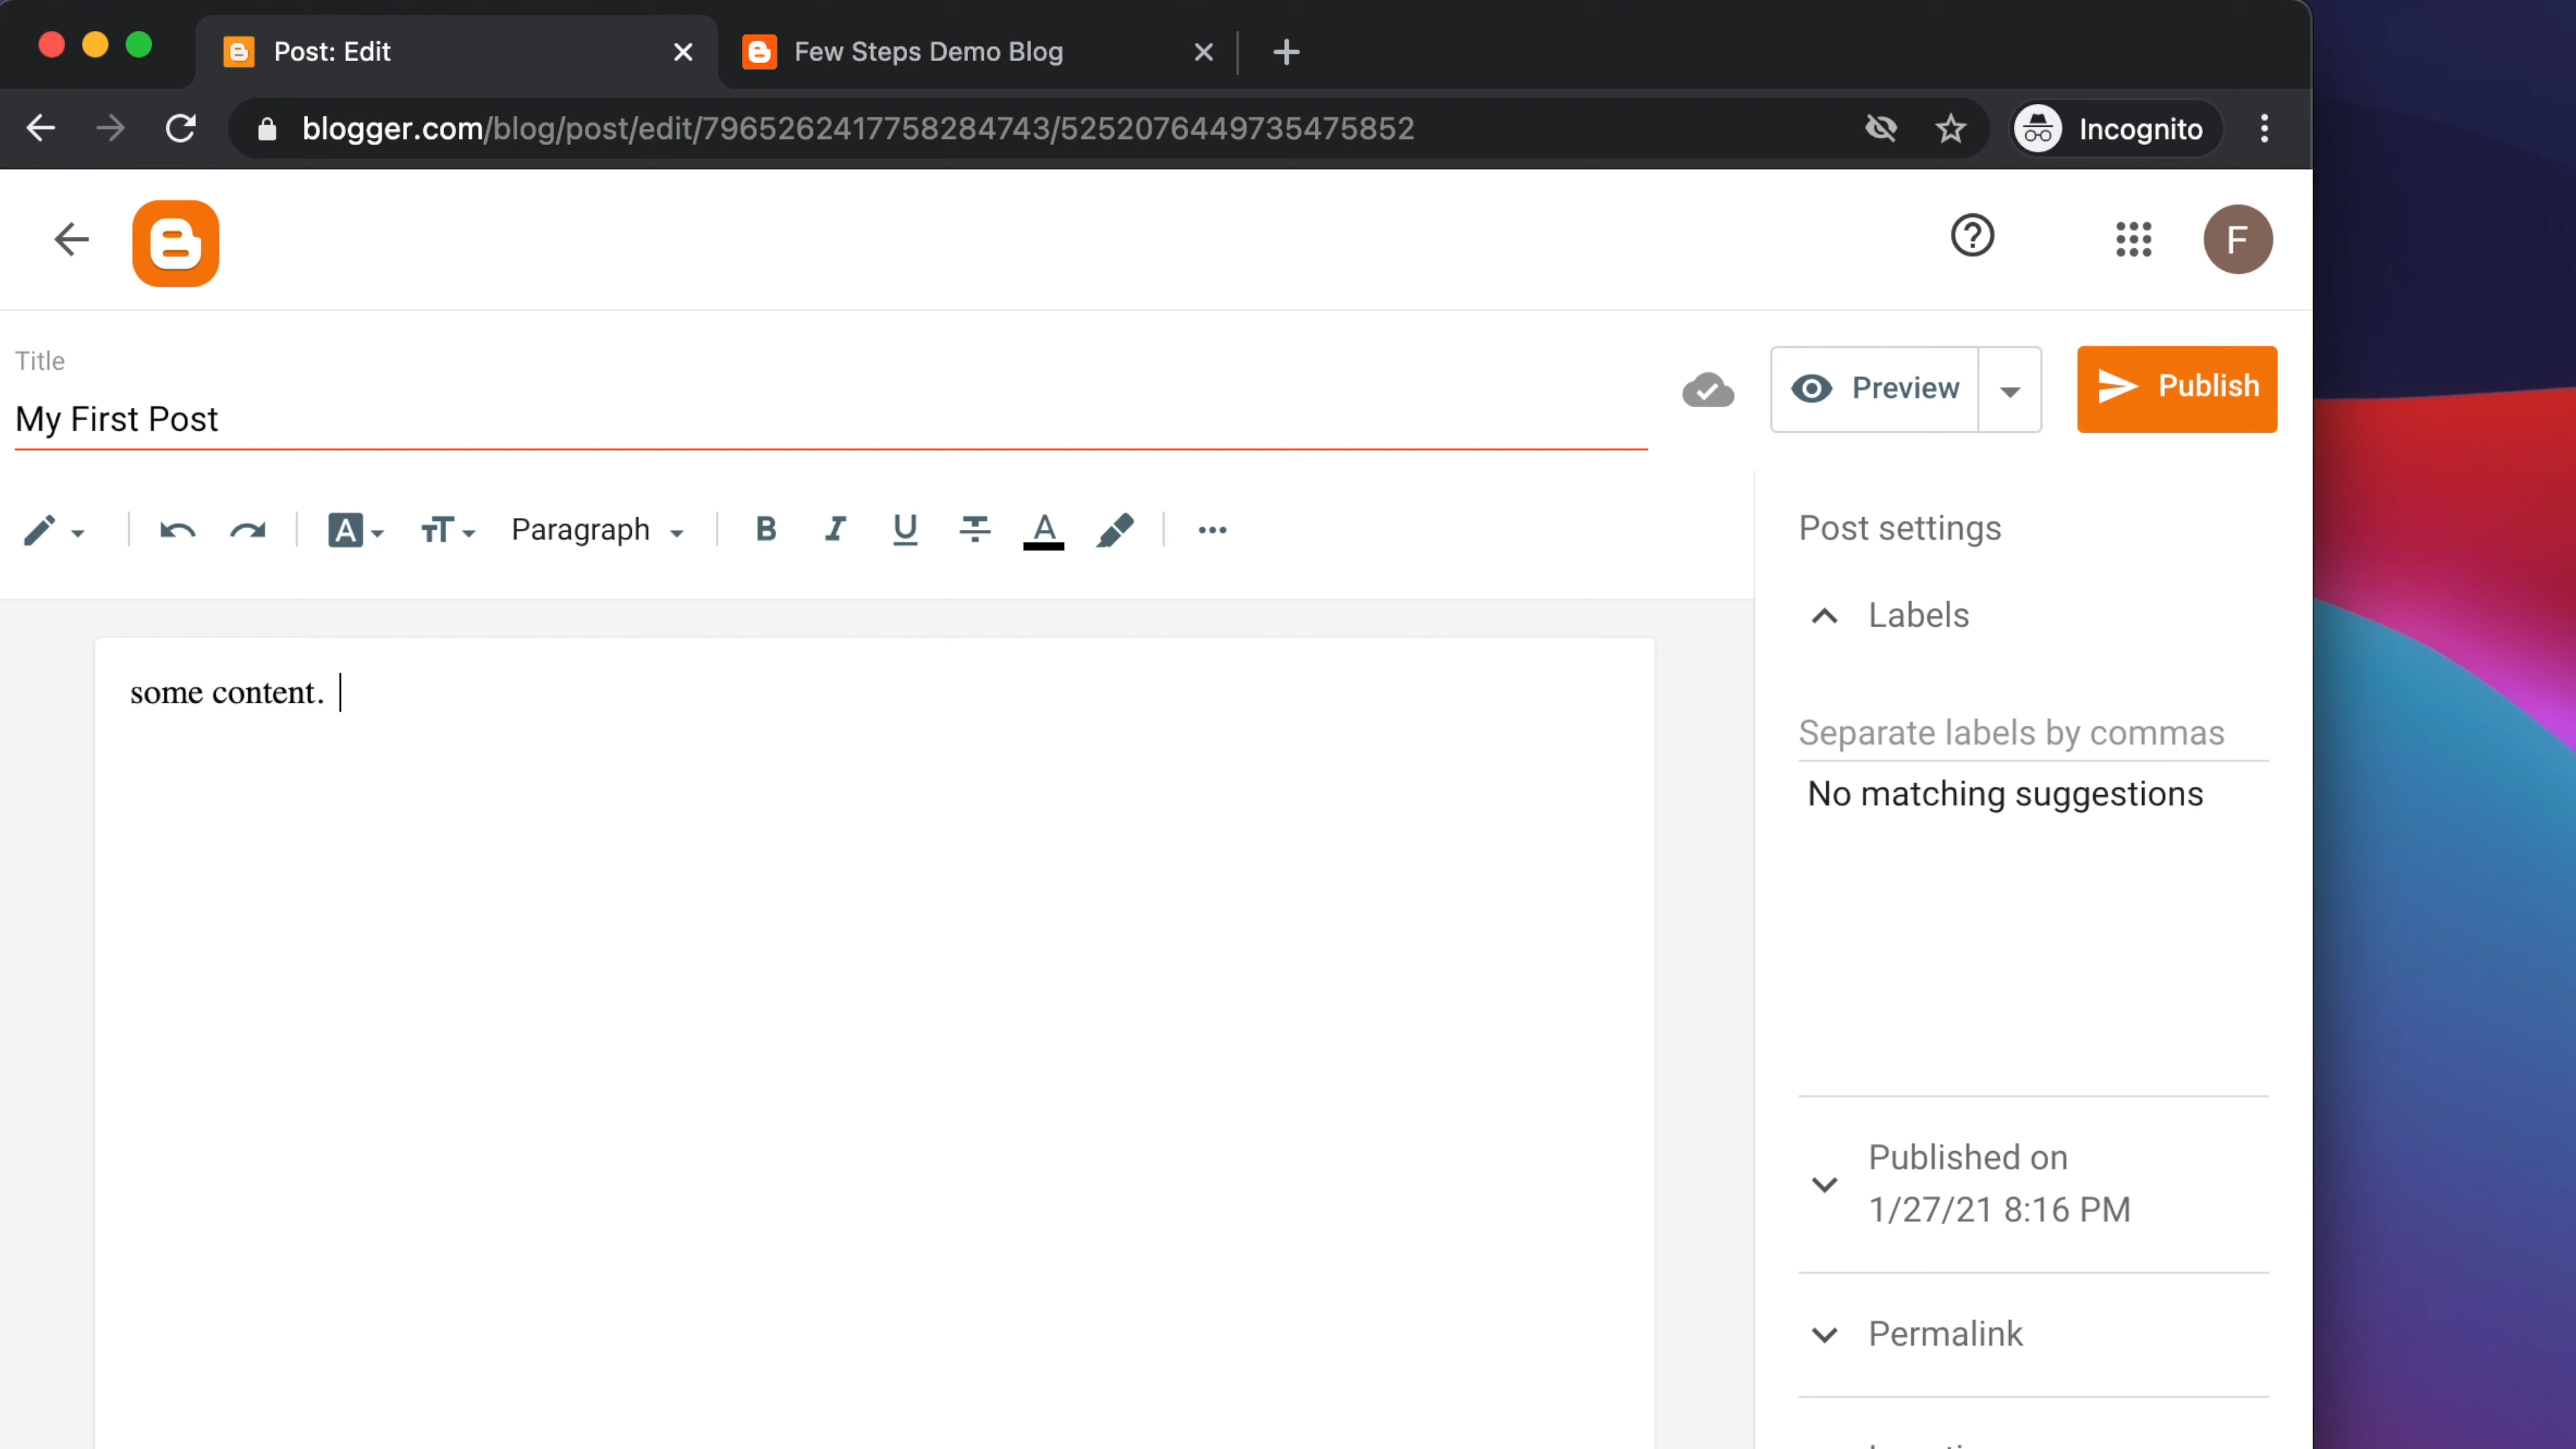 Post: Edit
Few Steps Demo Blog
blogger.com/blog/post/edit/7965262417758284743/5252076449735475852
Incognito
F
Title
My First Post
Preview
Publish
Paragraph
Post settings
Labels
some content.
Separate labels by commas
No matching suggestions
Published on
1/27/21 8:16 PM
Permalink